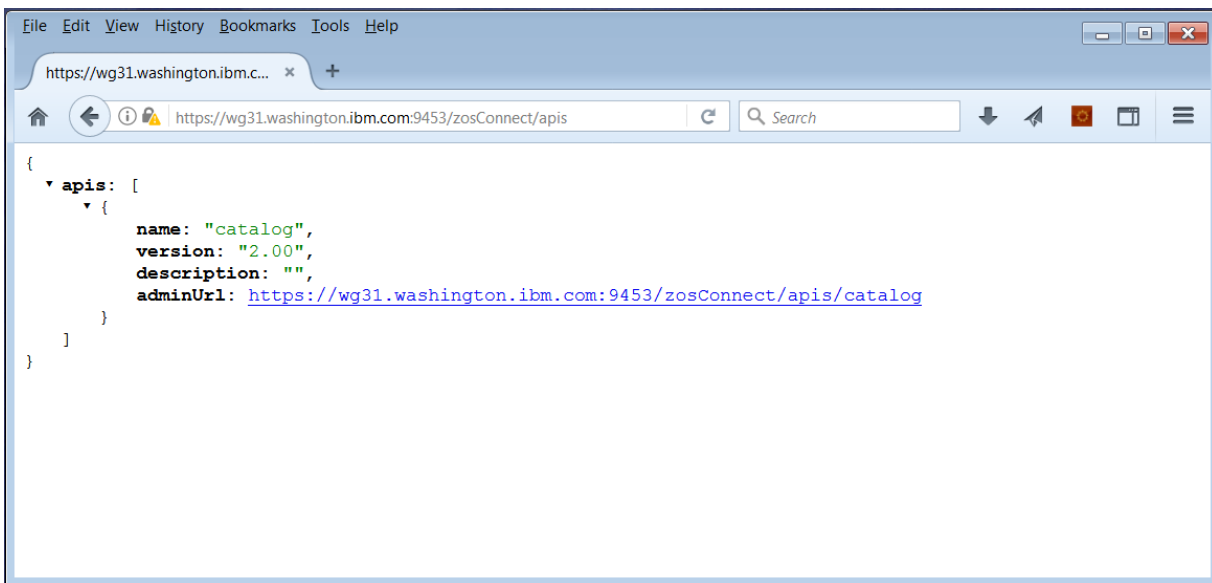 File Edit View History Bookmarks Tools Help
https://wg31.washington.ibm.c... × +
https://wg31.washington.ibm.com:9453/zosConnect/apis Search
{
apis: [
{
name: "catalog",
version: "2.00",
description: "",
adminUrl: https://wg31.washington.ibm.com:9453/zosConnect/apis/catalog
}
]
}